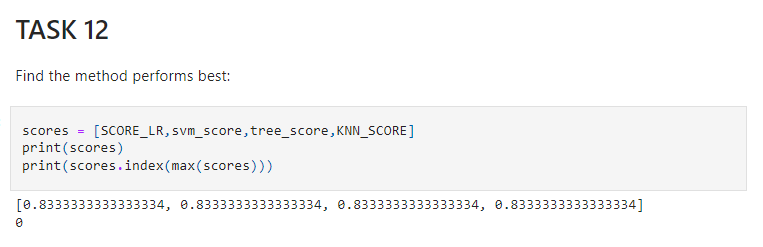 TASK 12
Find the method performs best:
scores = [SCORE_LR,svm_score,tree_score,KNN_SCORE]
print(scores)
print(scores.index(max(scores)))
[0.8333333333333334, 0.8333333333333334, 0.8333333333333334, 0.8333333333333334]
0